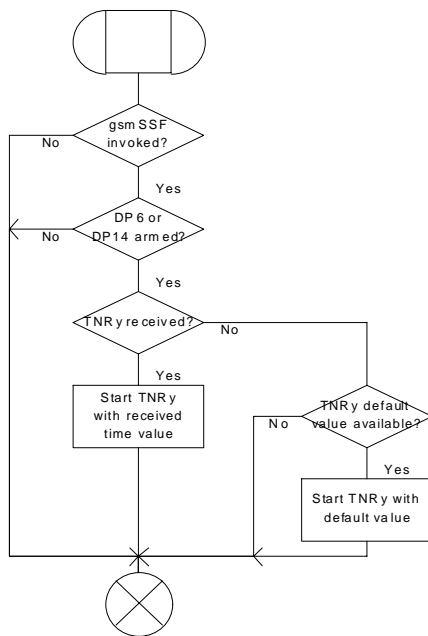 gsmSSF
invoked?
No
Yes
DP6 or
DP14 armed?
No
Yes
TNRy received?
No
Yes
Start TNRy
with received
time value
TNRy default
value available?
No
Yes
Start TNRy with
default value